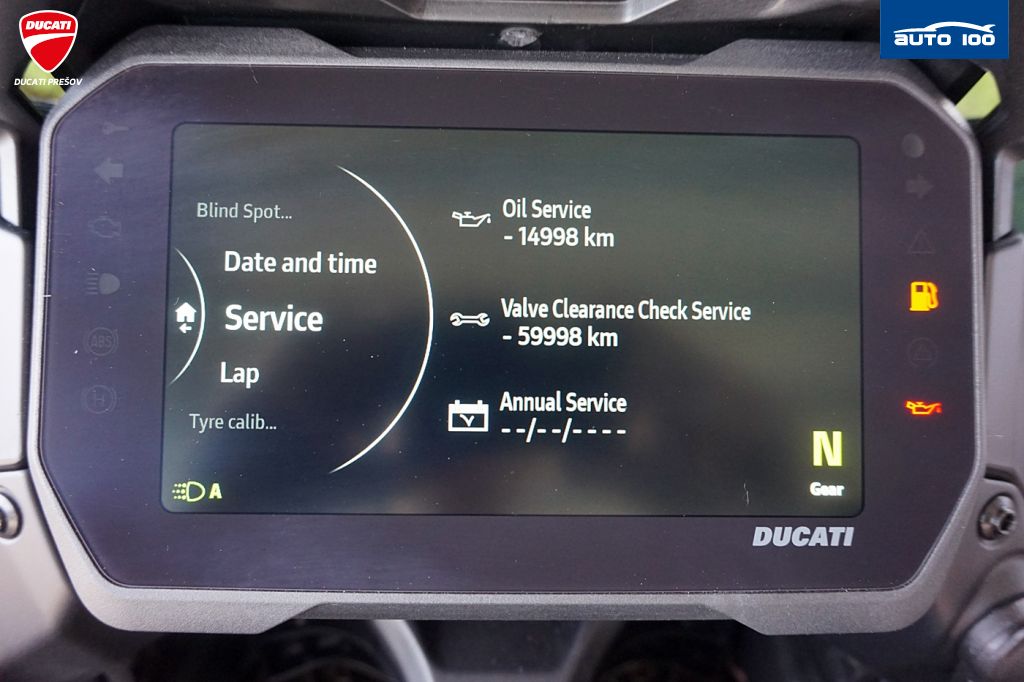 DUCATI
DUCATI PREŠOV
AUTO 100
Blind Spot...
Date and time
Service
Lap
Tyre calib...
Oil Service
- 14998 km
Valve Clearance Check Service
- 59998 km
Annual Service
--/--/----
ABS
H
A
N
Gear
DUCATI